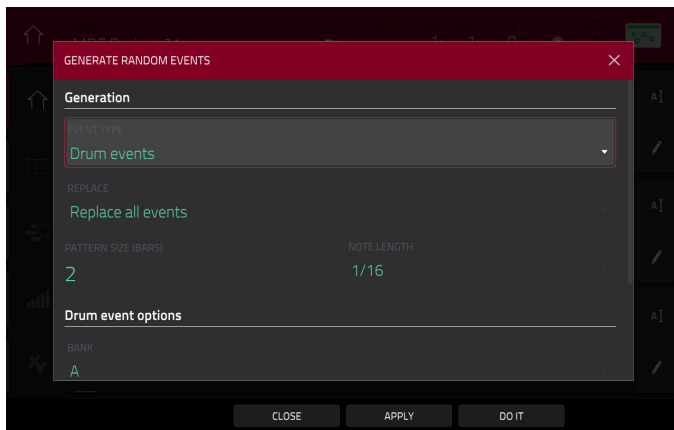 GENERATE RANDOM EVENTS
Generation
EVENT TYPE
Drum events
REPLACE
Replace all events
PATTERN SIZE (BARS) NOTE LENGTH
2 1/16
Drum event options
BANK
A
CLOSE APPLY DO IT